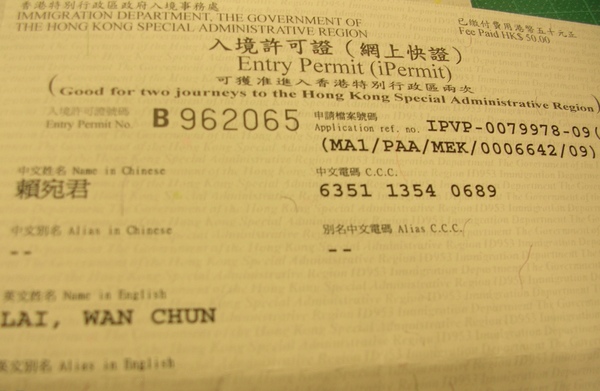 香港特別行政區政府入境事務處
IMMIGRATION DEPARTMENT, THE GOVERNMENT OF
THE HONG KONG SPECIAL ADMINISTRATIVE REGION
已繳付費用港幣五十元正
Fee Paid HK$ 50.00
入境許可證(網上快證)
Entry Permit (iPermit)
可獲准進入香港特別行政區兩次
(Good for two journeys to the Hong Kong Special Administrative Region)
入境許可證號碼
Entry Permit No. B 962065
申請檔案號碼
Application ref. no. IPVP-0079978-09(
(MA1/PAA/MEK/0006642/09)
中文姓名 Name in Chinese
賴宛君
中文電碼 C.C.C.
6351 1354 0689
中文別名 Alias in Chinese
--
別名中文電碼 Alias C.C.C.
--
英文姓名 Name in English
LAI, WAN CHUN
英文別名 Alias in English